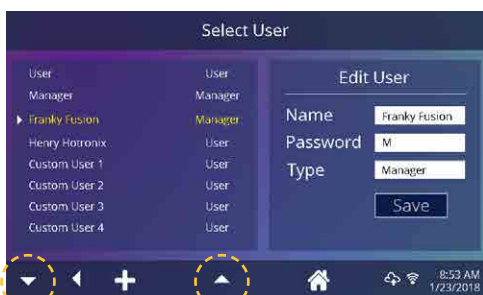 Select User
User User
Manager Manager
Franky Fusion Manager
Henry Hotronix User
Custom User 1 User
Custom User 2 User
Custom User 3 User
Custom User 4 User
Edit User
Name Franky Fusion
Password M
Type Manager
Save
8:53 AM
1/23/2018